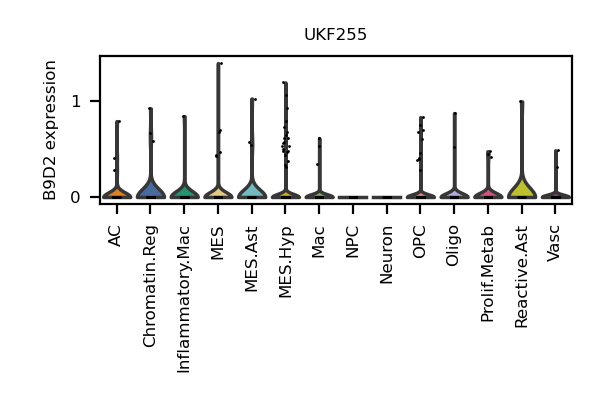 UKF255
B9D2 expression
1
0
AC
Chromatin.Reg
Inflammatory.Mac
MES
MES.Ast
MES.Hyp
Mac
NPC
Neuron
OPC
Oligo
Prolif.Metab
Reactive.Ast
Vasc